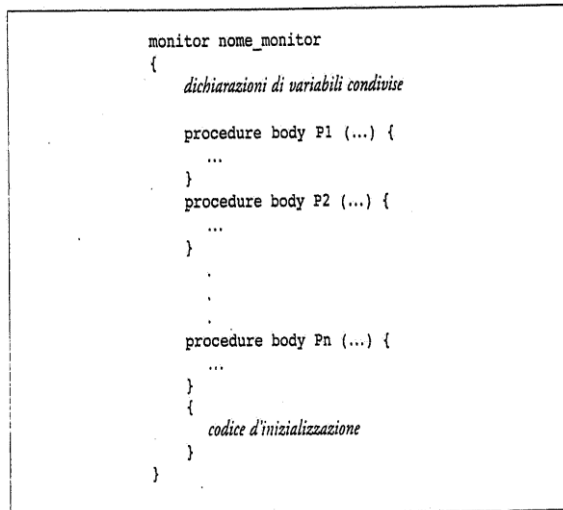 monitor nome_monitor
{
dichiarazioni di variabili condivise
procedure body P1 (...) {
...
}
procedure body P2 (...) {
...
}
.
.
.
procedure body Pn (...) {
...
}
{
codice d'inizializzazione
}
}